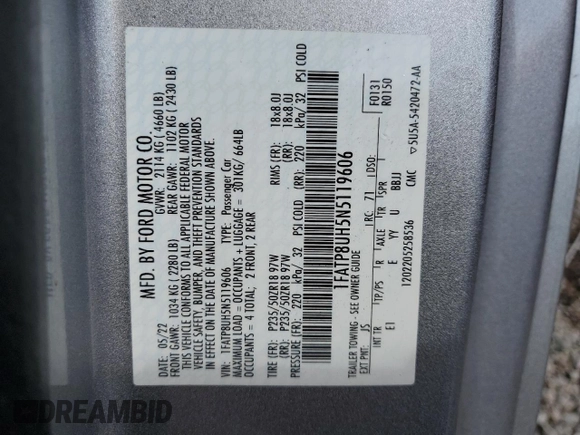 MFD. BY FORD MOTOR CO.
DATE: 05/22 GVWR: 2114 KG (4660 LB)
FRONT GAWR: 1034 KG (2280 LB) REAR GAWR: 1102 KG (2430 LB)
THIS VEHICLE CONFORMS TO ALL APPLICABLE FEDERAL MOTOR
VEHICLE SAFETY, BUMPER, AND THEFT PREVENTION STANDARDS
IN EFFECT ON THE DATE OF MANUFACTURE SHOWN ABOVE.
VIN: 1FATP8UH5N5119606 TYPE: Passenger Car
MAXIMUM LOAD = OCCUPANTS + LUGGAGE = 301KG/ 664LB
OCCUPANTS = 4 TOTAL; 2 FRONT, 2 REAR
TIRE (FR): P235/50ZR18 97W RIMS (FR): 18x8.0J
(RR): P235/50ZR18 97W (RR): 18x8.0J
PRESSURE (FR): 220 kPa/ 32 PSI COLD (RR): 220 kPa/ 32 PSI COLD
1FATP8UH5N5119606
TRAILER TOWING - SEE OWNER GUIDE
EXT PNT: JS RC: 71 DSO: F0131
R0150
INT TR TP/PS R AXLE TR SPR
EI E YY U BBJJ
1202205258536 CMC ▽5U5A-5420472-AA
DREAMBID